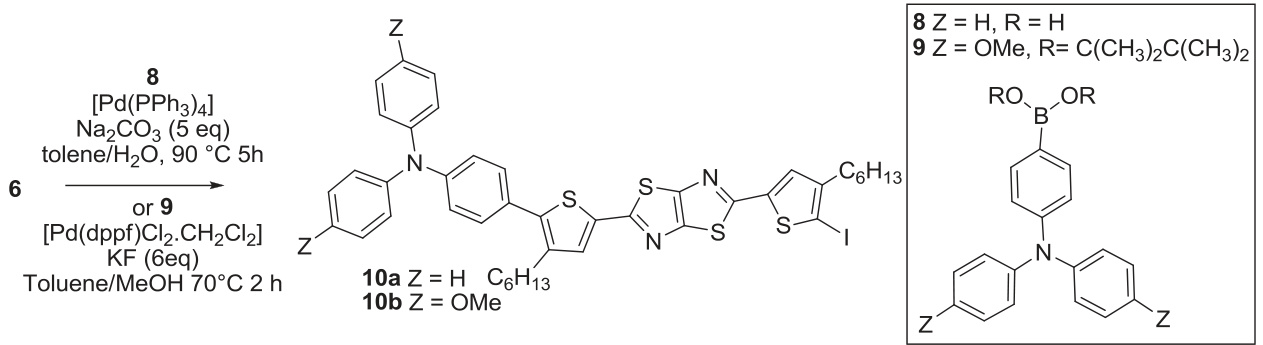 8
[Pd(PPh3)4]
Na2CO3 (5 eq)
tolene/H2O, 90 °C 5h
6
or 9
[Pd(dppf)Cl2.CH2Cl2]
KF (6eq)
Toluene/MeOH 70°C 2 h
Z
N
Z
S
C6H13
S
N
N
S
S
C6H13
I
10a Z = H
10b Z = OMe
8 Z = H, R = H
9 Z = OMe, R= C(CH3)2C(CH3)2
RO OR
B
N
Z Z